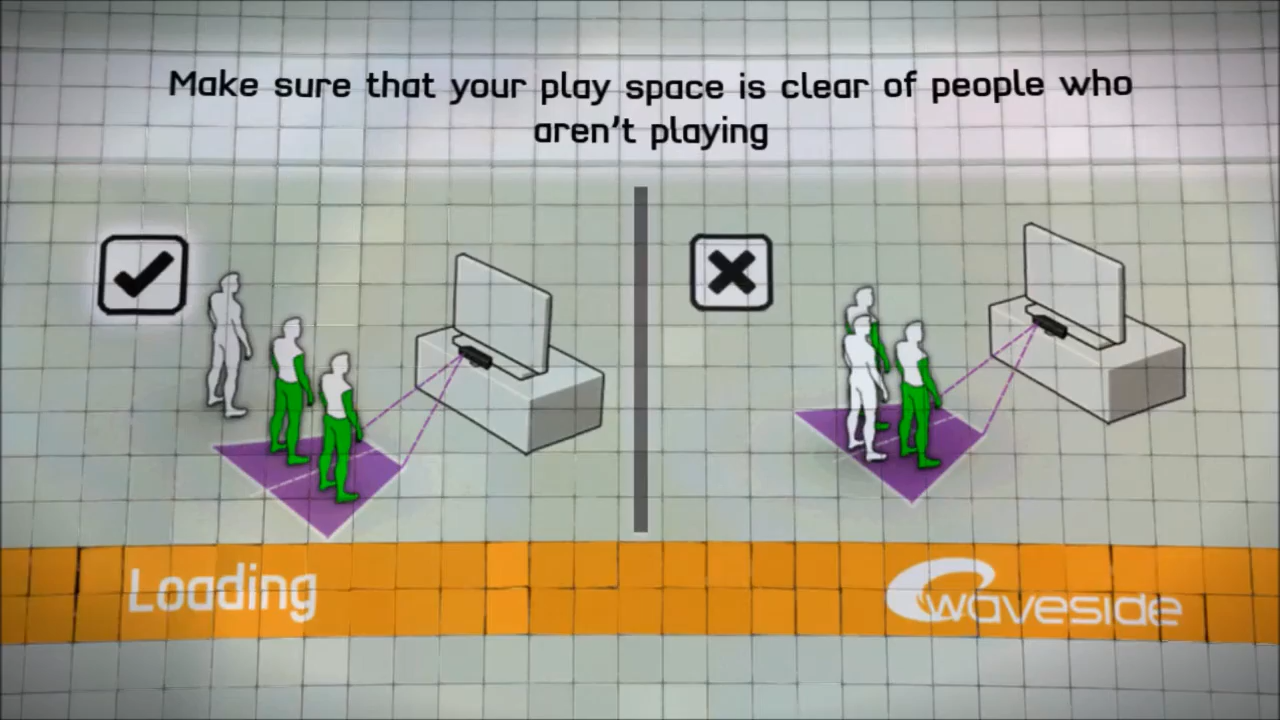 Make sure that your play space is clear of people who
aren't playing
Loading
waveside